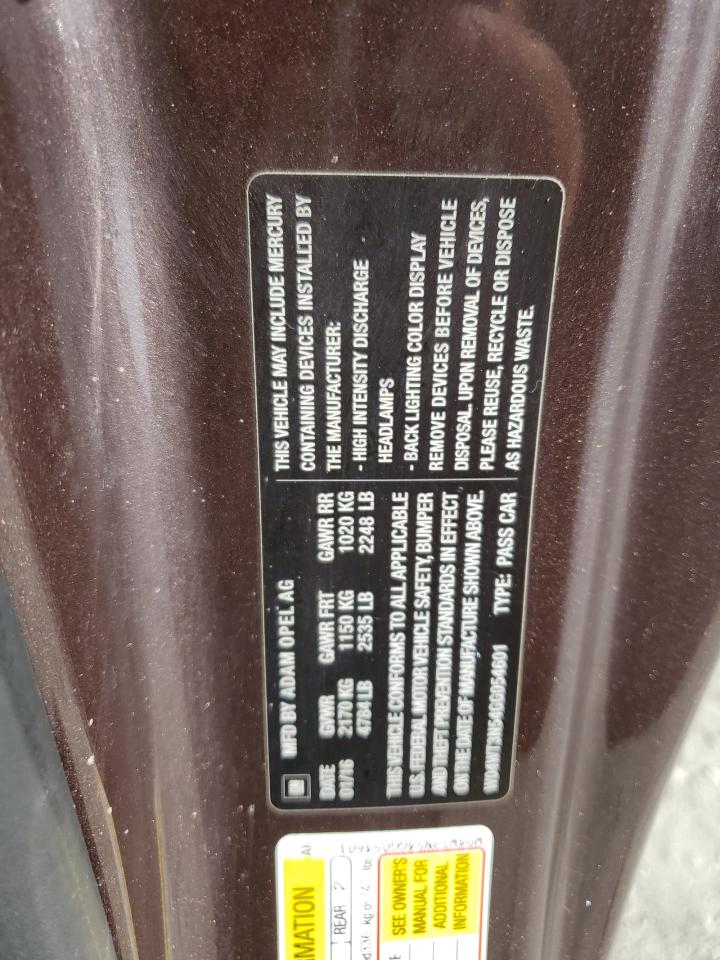 MFD BY ADAM OPEL AG
DATE GVWR GAWR FRT GAWR RR
2170 KG 1150 KG 1020 KG
4784 LB 2535 LB 2248 LB
THIS VEHICLE CONFORMS TO ALL APPLICABLE
U.S. FEDERAL MOTOR VEHICLE SAFETY, BUMPER
AND THEFT PREVENTION STANDARDS IN EFFECT
ON THE DATE OF MANUFACTURE SHOWN ABOVE.
TYPE: PASS CAR
THIS VEHICLE MAY INCLUDE MERCURY
CONTAINING DEVICES INSTALLED BY
THE MANUFACTURER:
- HIGH INTENSITY DISCHARGE
HEADLAMPS
- BACK LIGHTING COLOR DISPLAY
REMOVE DEVICES BEFORE VEHICLE
DISPOSAL. UPON REMOVAL OF DEVICES,
PLEASE REUSE, RECYCLE OR DISPOSE
AS HAZARDOUS WASTE.
REAR 2
SEE OWNER'S
MANUAL FOR
ADDITIONAL
INFORMATION